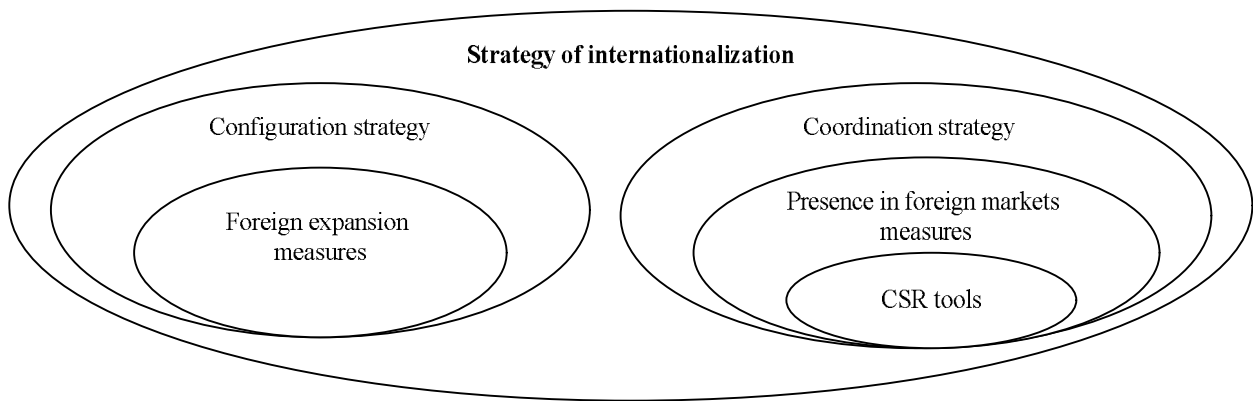 Strategy of internationalization
Configuration strategy
Foreign expansion
measures
Coordination strategy
Presence in foreign markets
measures
CSR tools